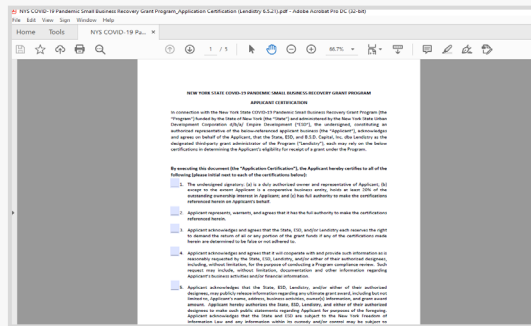 NYS COVID-19 Pandemic Small Business Recovery Grant Program_Application Certification (Lendistry 6.5.21).pdf - Adobe Acrobat Pro DC (32-bit)
File Edit View Sign Window Help
Home Tools NYS COVID-19 Pa... ×
1 / 5 66.7%
NEW YORK STATE COVID-19 PANDEMIC SMALL BUSINESS RECOVERY GRANT PROGRAM
APPLICANT CERTIFICATION
In connection with the New York State COVID-19 Pandemic Small Business Recovery Grant Program (the
"Program") funded by the State of New York (the "State") and administered by the New York State Urban
Development Corporation d/b/a/ Empire Development ("ESD"), the undersigned, constituting an
authorized representative of the below-referenced applicant business (the "Applicant"), acknowledges
and agrees on behalf of the Applicant, that the State, ESD, and B.S.D. Capital, Inc. dba Lendistry as the
designated third-party administrator of the Program ("Lendistry"), each may rely on the below
certifications in determining the Applicant's eligibility for receipt of a grant under the Program.
By executing this document (the "Application Certification"), the Applicant hereby certifies to all of the
following (please initial next to each of the certifications below):
1. The undersigned signatory: (a) is a duly authorized owner and representative of Applicant, (b)
except to the extent Applicant is a cooperative business entity, holds at least 20% of the
outstanding ownership interest in Applicant; and (c) has full authority to make the certifications
referenced herein on Applicant's behalf.
2. Applicant represents, warrants, and agrees that it has the full authority to make the certifications
referenced herein.
3. Applicant acknowledges and agrees that the State, ESD, and/or Lendistry each reserves the right
to demand the return of all or any portion of the grant funds if any of the certifications made
herein are determined to be false or not adhered to.
4. Applicant acknowledges and agrees that it will cooperate with and provide such information as is
reasonably requested by the State, ESD, Lendistry, and/or either of their authorized designees,
including, without limitation, for the purpose of conducting a Program compliance review. Such
request may include, without limitation, documentation and other information regarding
Applicant's business activities and/or financial information.
5. Applicant acknowledges that the State, ESD, Lendistry, and/or either of their authorized
designees, may publicly release information regarding any ultimate grant award, including but not
limited to, Applicant's name, address, business activities, owner(s) information, and grant award
amount. Applicant hereby authorizes the State, ESD, Lendistry, and either of their authorized
designees to make such public statements regarding Applicant for purposes of the foregoing.
Applicant acknowledges that the State and ESD are subject to the New York Freedom of
Information Law and any information within its custody and/or control may be subject to